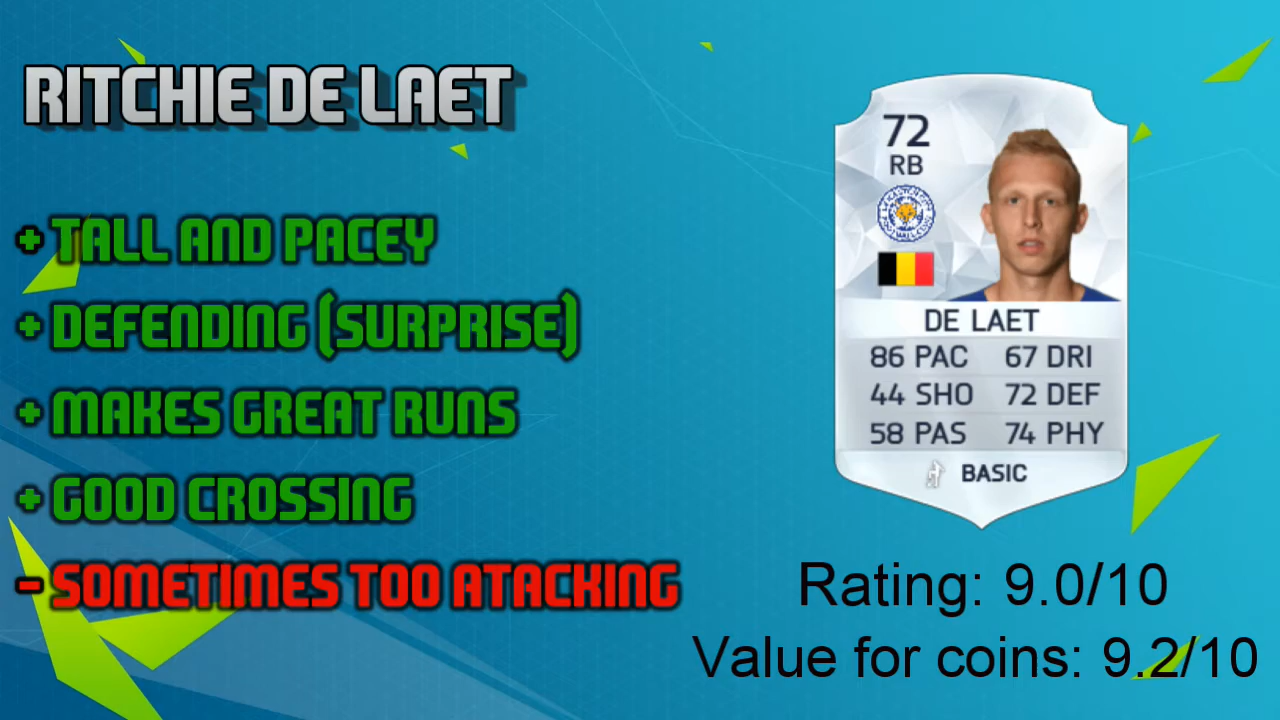 RITCHIE DE LAET
+ TALL AND PACEY
+ DEFENDING (SURPRISE)
+ MAKES GREAT RUNS
+ GOOD CROSSING
- SOMETIMES TOO ATACKING
72
RB
DE LAET
86 PAC 67 DRI
44 SHO 72 DEF
58 PAS 74 PHY
BASIC
Rating: 9.0/10
Value for coins: 9.2/10